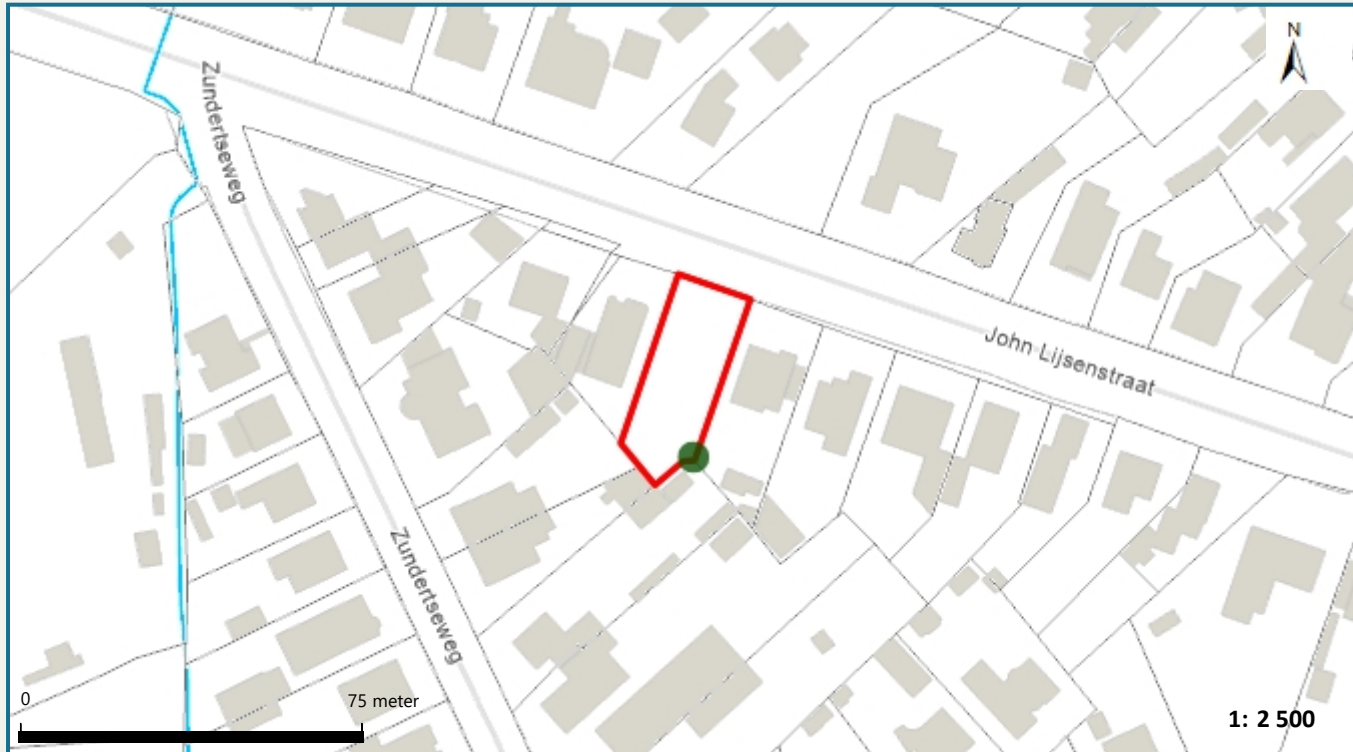 N
Zundertseweg
John Lijsenstraat
Zundertseweg
0
75 meter
1: 2 500